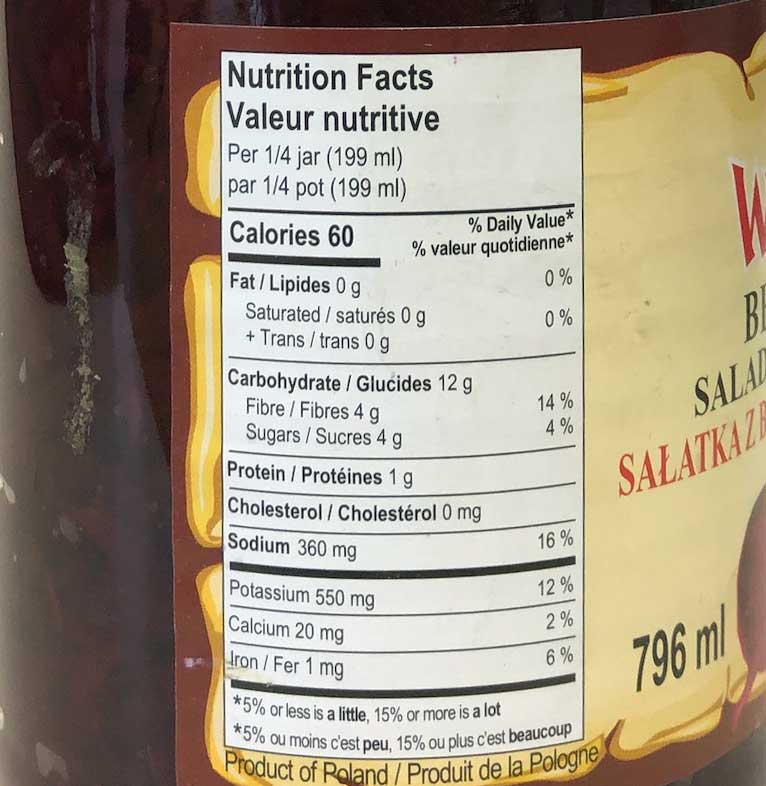 Nutrition Facts
Valeur nutritive
Per 1/4 jar (199 ml)
par 1/4 pot (199 ml)
Calories 60
% Daily Value*
% valeur quotidienne*
Fat / Lipides 0 g 0 %
Saturated / saturés 0 g 0 %
+ Trans / trans 0 g
Carbohydrate / Glucides 12 g
Fibre / Fibres 4 g 14 %
Sugars / Sucres 4 g 4 %
Protein / Protéines 1 g
Cholesterol / Cholestérol 0 mg
Sodium 360 mg 16 %
Potassium 550 mg 12 %
Calcium 20 mg 2 %
Iron / Fer 1 mg 6 %
*5% or less is a little, 15% or more is a lot
*5% ou moins c'est peu, 15% ou plus c'est beaucoup
Product of Poland / Produit de la Pologne
SALAD
SAŁATKA Z
796 ml